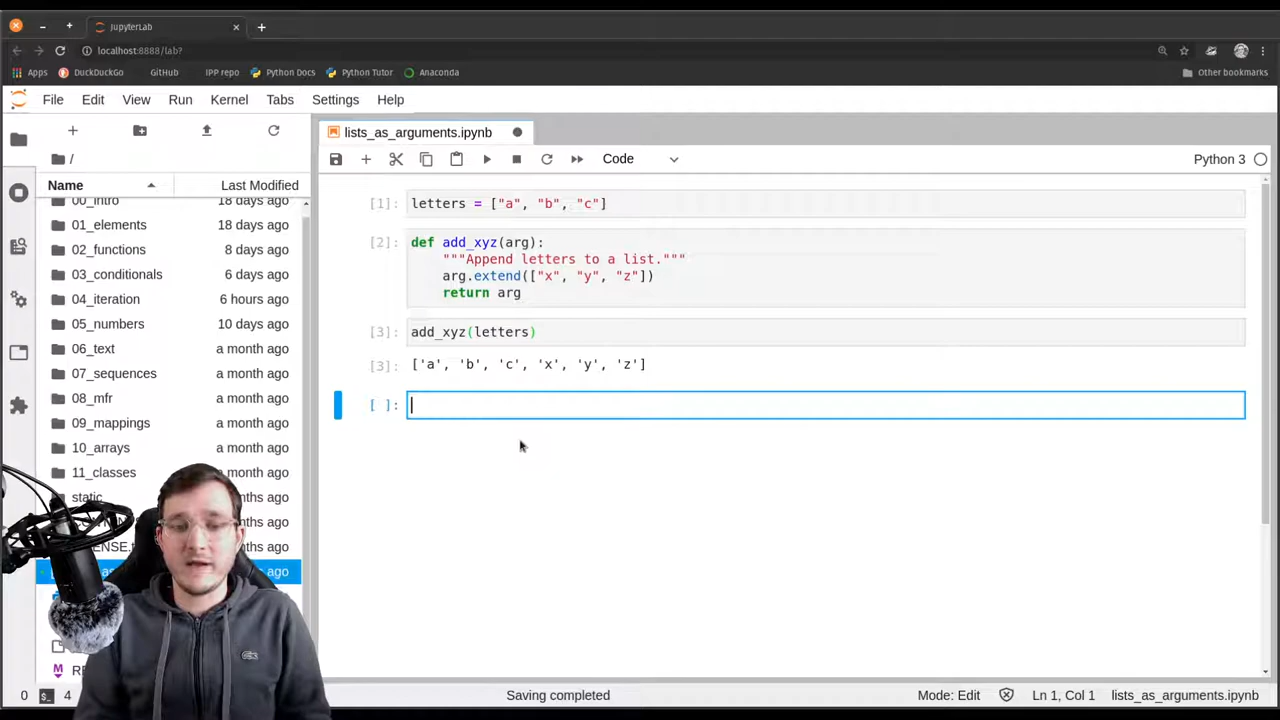 JupyterLab
localhost:8888/lab?
Apps DuckDuckGo GitHub IPP repo Python Docs Python Tutor Anaconda Other bookmarks
File Edit View Run Kernel Tabs Settings Help
/
Name Last Modified
00_intro 18 days ago
01_elements 18 days ago
02_functions 8 days ago
03_conditionals 6 days ago
04_iteration 6 hours ago
05_numbers 10 days ago
06_text a month ago
07_sequences a month ago
08_mfr a month ago
09_mappings a month ago
10_arrays a month ago
11_classes a month ago
static
lists_as_arguments.ipynb
Code Python 3
[1]: letters = ["a", "b", "c"]
[2]: def add_xyz(arg):
"""Append letters to a list."""
arg.extend(["x", "y", "z"])
return arg
[3]: add_xyz(letters)
[3]: ['a', 'b', 'c', 'x', 'y', 'z']
[ ]:
0 4 Saving completed Mode: Edit Ln 1, Col 1 lists_as_arguments.ipynb